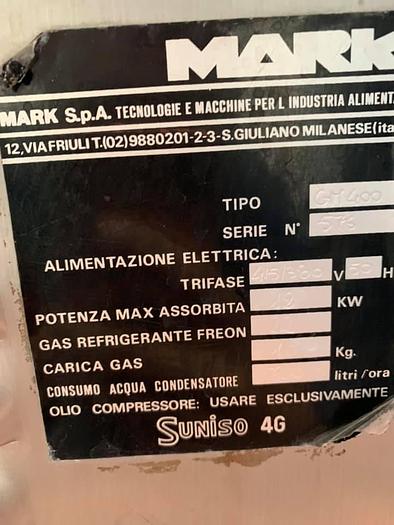 MARK
MARK S.p.A. TECNOLOGIE E MACCHINE PER L INDUSTRIA ALIMENT
12, VIA FRIULI T.(02)9880201-2-3-S.GIULIANO MILANESE(ita
TIPO
SERIE N°
ALIMENTAZIONE ELETTRICA:
TRIFASE V 50 H
POTENZA MAX ASSORBITA 12 KW
GAS REFRIGERANTE FREON
CARICA GAS Kg.
CONSUMO ACQUA CONDENSATORE litri/ora
OLIO COMPRESSORE: USARE ESCLUSIVAMENTE
SUNISO 4G